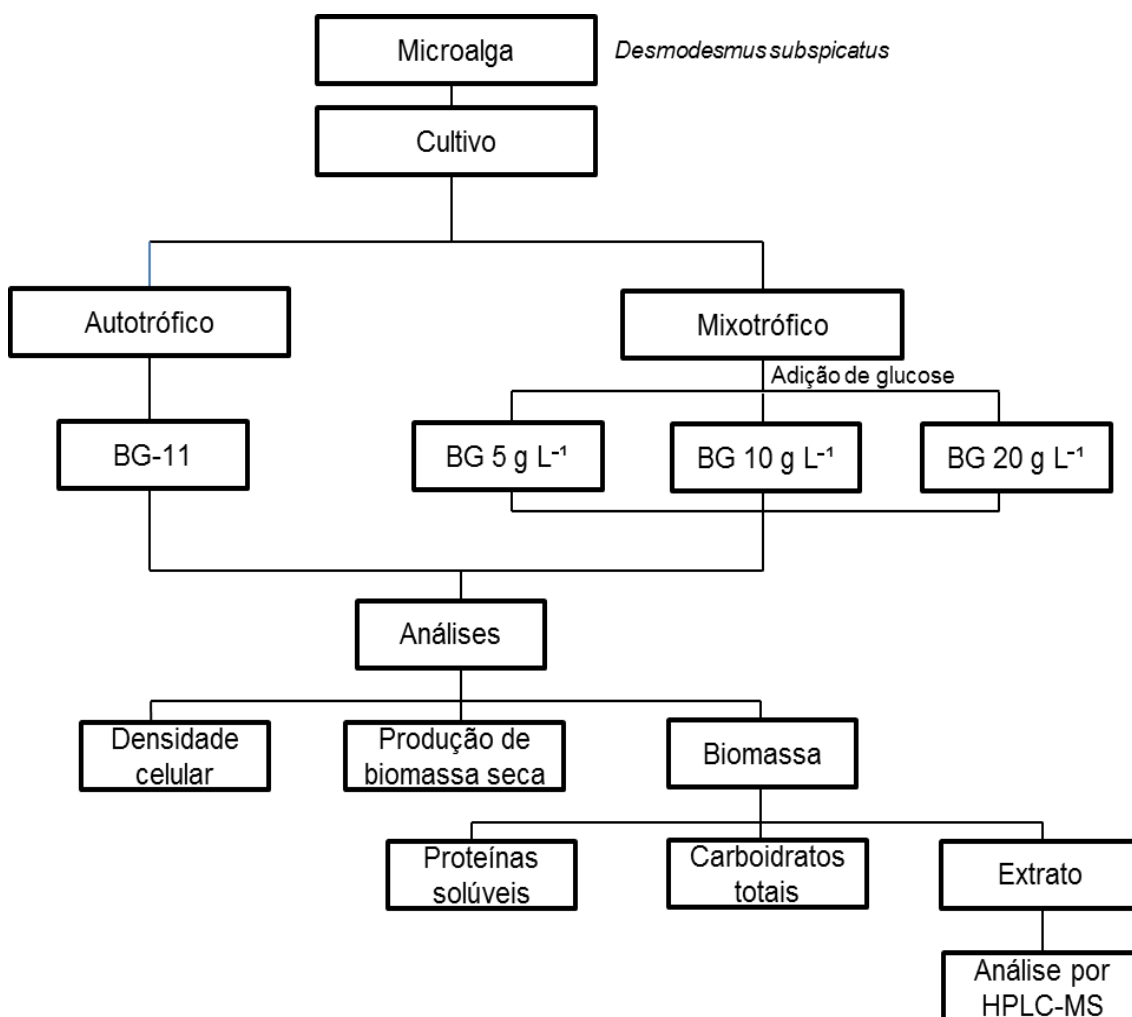 Microalga
Desmodesmus subspicatus
Cultivo
Autotrófico
Mixotrófico
Adição de glucose
BG-11
BG 5 g L⁻¹
BG 10 g L⁻¹
BG 20 g L⁻¹
Análises
Densidade
celular
Produção de
biomassa seca
Biomassa
Proteínas
solúveis
Carboidratos
totais
Extrato
Análise por
HPLC-MS